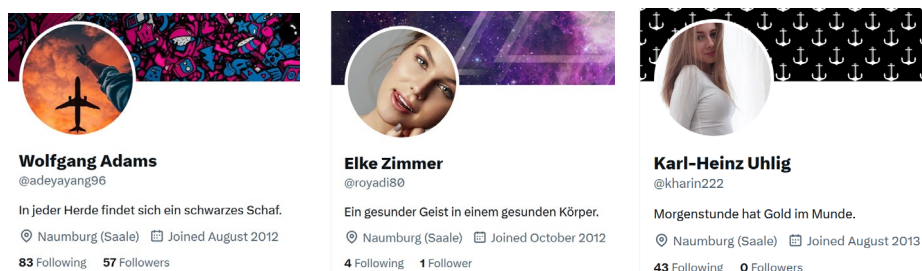 Wolfgang Adams
@adeyayang96
In jeder Herde findet sich ein schwarzes Schaf.
Naumburg (Saale) Joined August 2012
83 Following 57 Followers
Elke Zimmer
@royadi80
Ein gesunder Geist in einem gesunden Körper.
Naumburg (Saale) Joined October 2012
4 Following 1 Follower
Karl-Heinz Uhlig
@kharin222
Morgenstunde hat Gold im Munde.
Naumburg (Saale) Joined August 2013
43 Following 0 Followers